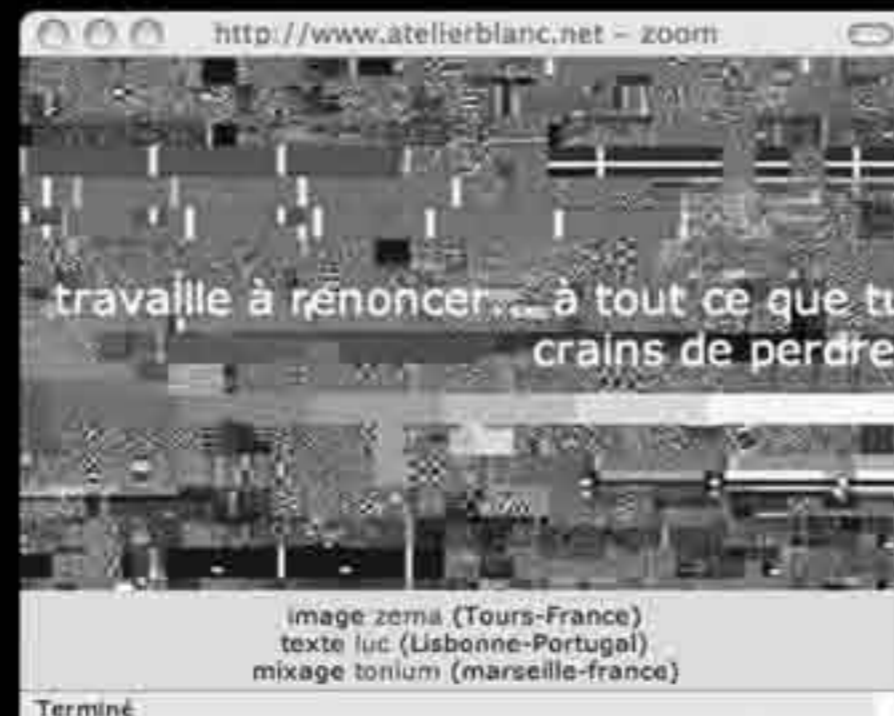 http://www.atelierblanc.net – zoom
travaille à renoncer... à tout ce que tu
crains de perdre
image zema (Tours-France)
texte luc (Lisbonne-Portugal)
mixage tonium (marseille-france)
Terminé